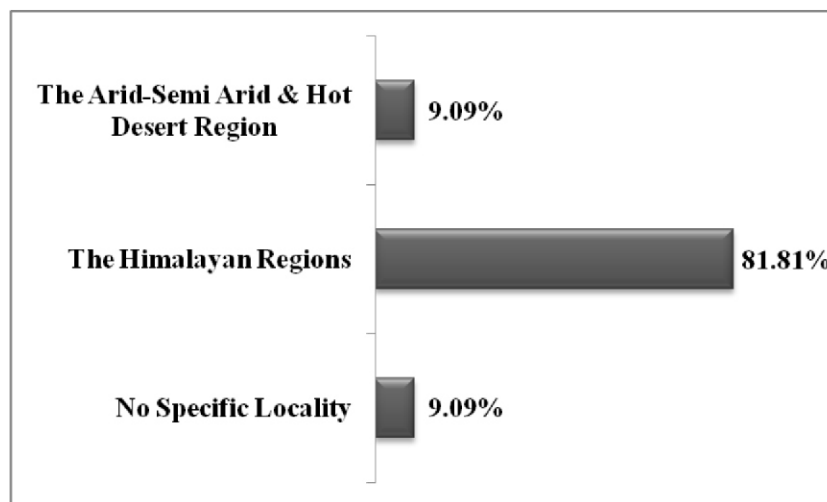 The Arid-Semi Arid & Hot
Desert Region
9.09%
The Himalayan Regions
81.81%
No Specific Locality
9.09%